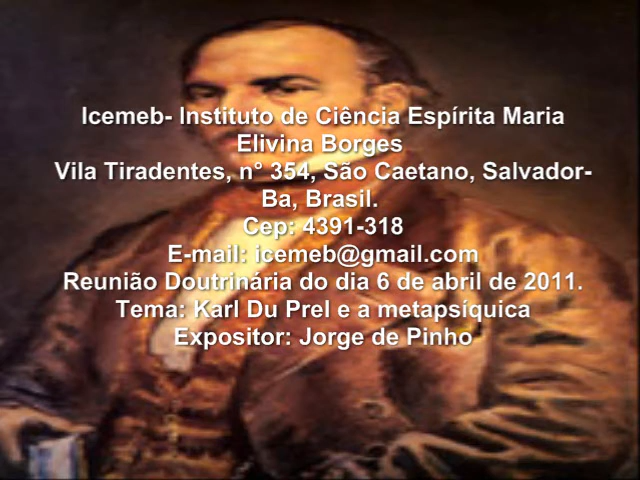 Icemeb- Instituto de Ciência Espírita Maria
Elivina Borges
Vila Tiradentes, n° 354, São Caetano, Salvador-
Ba, Brasil.
Cep: 4391-318
E-mail: icemeb@gmail.com
Reunião Doutrinária do dia 6 de abril de 2011.
Tema: Karl Du Prel e a metapsíquica
Expositor: Jorge de Pinho